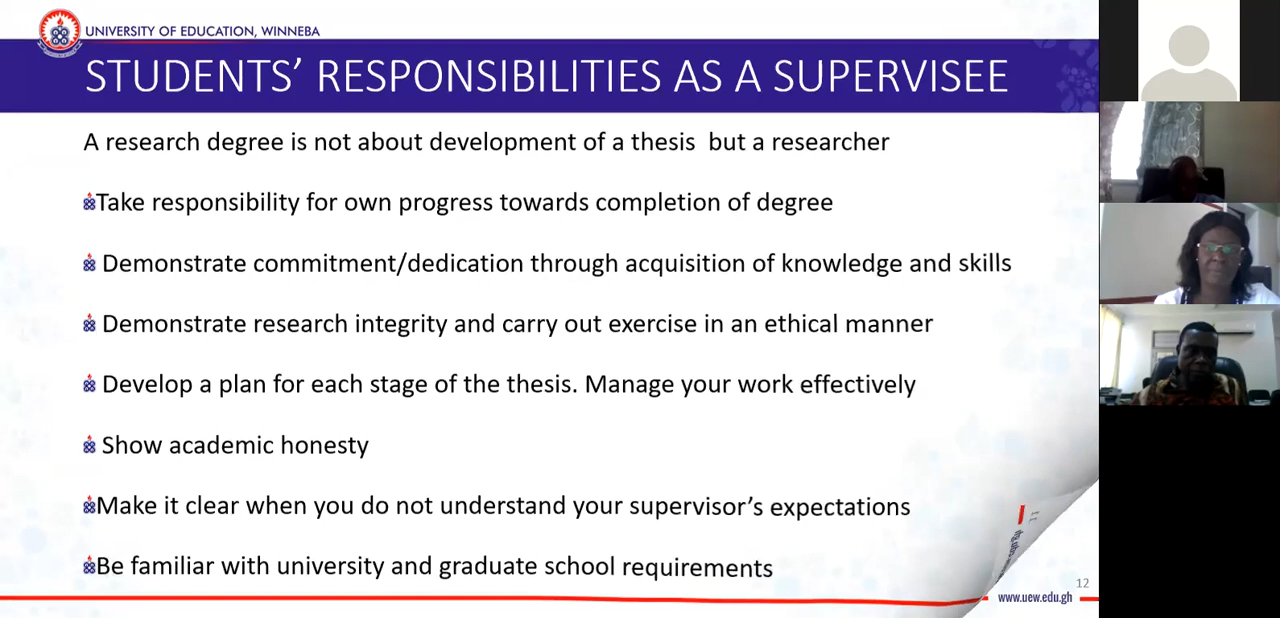 UNIVERSITY OF EDUCATION, WINNEBA
STUDENTS' RESPONSIBILITIES AS A SUPERVISEE
A research degree is not about development of a thesis but a researcher
Take responsibility for own progress towards completion of degree
Demonstrate commitment/dedication through acquisition of knowledge and skills
Demonstrate research integrity and carry out exercise in an ethical manner
Develop a plan for each stage of the thesis. Manage your work effectively
Show academic honesty
Make it clear when you do not understand your supervisor's expectations
Be familiar with university and graduate school requirements
12
www.uew.edu.gh